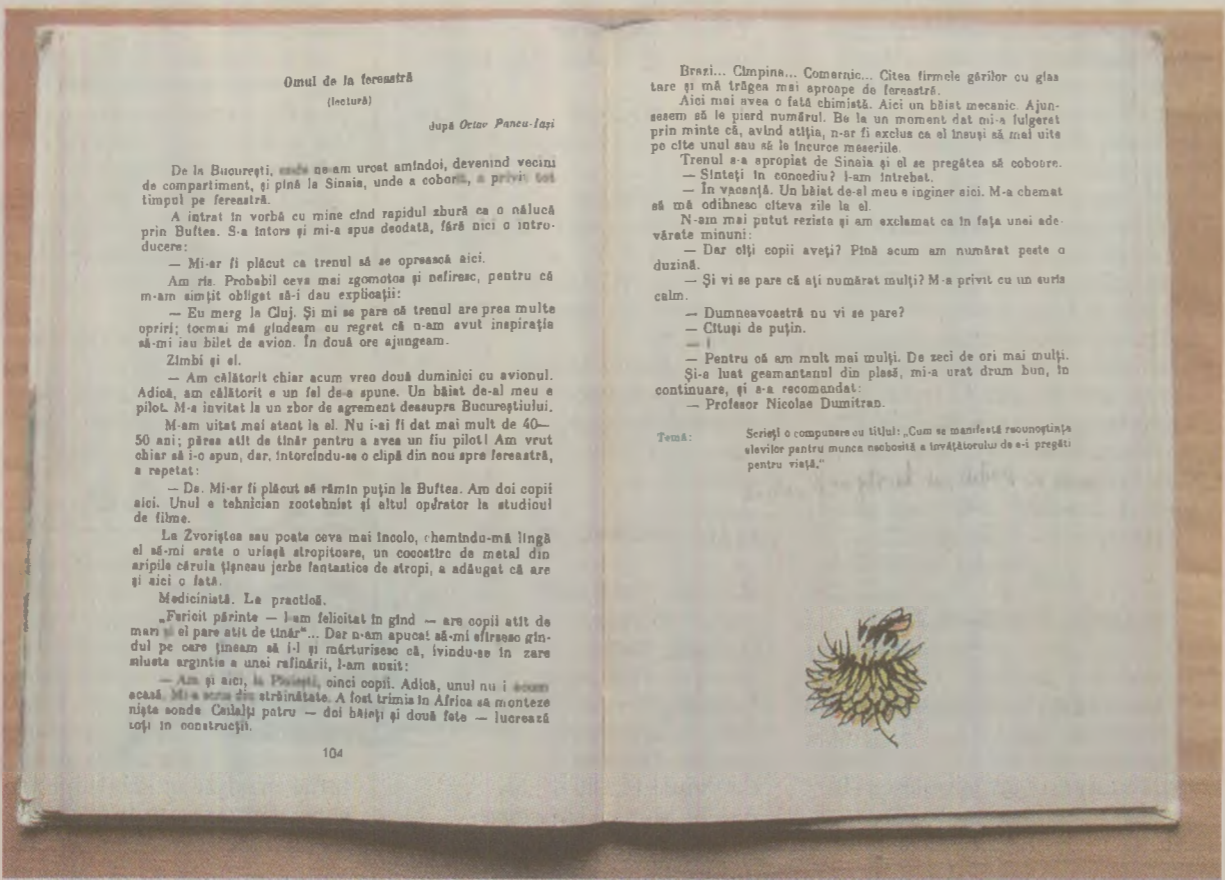 Omul de la fereastră
(lectură)
după Octav Pancu-Iași
De la București, unde ne-am urcat amîndoi, devenind vecini
de compartiment, și pînă la Sinaia, unde a coborît, a privit tot
timpul pe fereastră.
A intrat în vorbă cu mine cînd rapidul zbură ca o nălucă
prin Buftea. S-a întors și mi-a spus deodată, fără nici o intro-
ducere:
— Mi-ar fi plăcut ca trenul să se oprească aici.
Am rîs. Probabil ceva mai zgomotos și nefiresc, pentru că
m-am simțit obligat să-i dau explicații:
— Eu merg la Cluj. Și mi se pare că trenul are prea multe
opriri; tocmai mă gîndeam cu regret că n-am avut inspirația
să-mi iau bilet de avion. În două ore ajungeam.
Zîmbi și el.
— Am călătorit chiar acum vreo două duminici cu avionul.
Adică, am călătorit e un fel de-a spune. Un băiat de-al meu e
pilot. M-a invitat la un zbor de agrement deasupra Bucureștiului.
M-am uitat mai atent la el. Nu i-ai fi dat mai mult de 40—
50 ani; părea atît de tînăr pentru a avea un fiu pilot! Am vrut
chiar să i-o spun, dar, întorcîndu-se o clipă din nou spre fereastră,
a repetat:
— Da. Mi-ar fi plăcut să rămîn puțin la Buftea. Am doi copii
aici. Unul e tehnician zootehnist și altul operator la studioul
de filme.
La Zvoriștea sau poate ceva mai încolo, chemîndu-mă lîngă
el să-mi arate o uriașă stropitoare, un cocostîrc de metal din
aripile căruia țîșneau jerbe fantastice de stropi, a adăugat că are
și aici o fată.
Medicinistă. La practică.
„Fericit părinte — l-am felicitat în gînd — are copii atît de
mari și el pare atît de tînăr“... Dar n-am apucat să-mi sfîrșesc gîn-
dul pe care țineam să i-l și mărturisesc că, ivindu-se în zare
silueta argintie a unei rafinării, l-am auzit:
— Am și aici, la Ploiești, cinci copii. Adică, unul nu i acum
acasă. Mi-a scris din străinătate. A fost trimis în Africa să monteze
niște sonde. Ceilalți patru — doi băieți și două fete — lucrează
toți în construcții.
104
Brazi... Cîmpina... Comarnic... Citea firmele gărilor cu glas
tare și mă trăgea mai aproape de fereastră.
Aici mai avea o fată chimistă. Aici un băiat mecanic. Ajun-
sesem să le pierd numărul. Ba la un moment dat mi-a fulgerat
prin minte că, avînd atîția, n-ar fi exclus ca el însuși să mai uite
pe cîte unul sau să le încurce meseriile.
Trenul s-a apropiat de Sinaia și el se pregătea să coboare.
— Sînteți în concediu? l-am întrebat.
— În vacanță. Un băiat de-al meu e inginer aici. M-a chemat
să mă odihnesc cîteva zile la el.
N-am mai putut rezista și am exclamat ca în fața unei ade-
vărate minuni:
— Dar cîți copii aveți? Pînă acum am numărat peste o
duzină.
— Și vi se pare că ați numărat mulți? M-a privit cu un surîs
calm.
— Dumneavoastră nu vi se pare?
— Cîtuși de puțin.
— !
— Pentru că am mult mai mulți. De zeci de ori mai mulți.
Și-a luat geamantanul din plasă, mi-a urat drum bun, în
continuare, și s-a recomandat:
— Profesor Nicolae Dumitran.
Temă: Scrieți o compunere cu titlul: „Cum se manifestă recunoștința
elevilor pentru munca neobosită a învățătorului de a-i pregăti
pentru viață.“